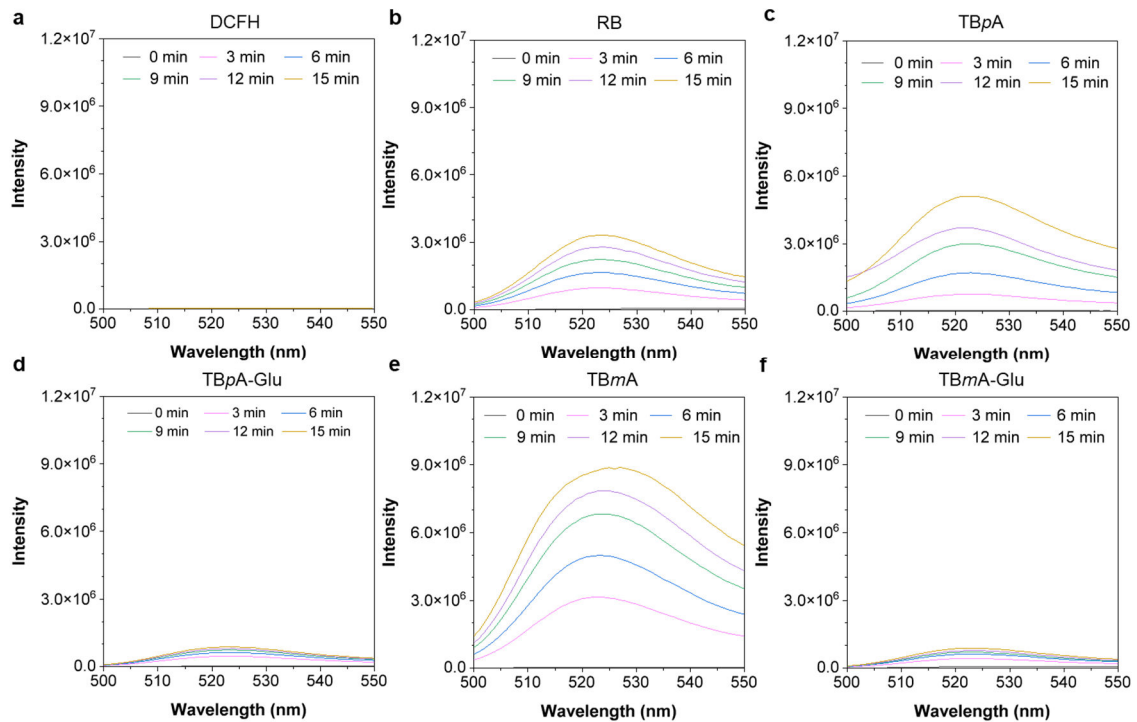 a
DCFH
1.2×10⁷
9.0×10⁶
6.0×10⁶
3.0×10⁶
0.0
Intensity
0 min 3 min 6 min
9 min 12 min 15 min
500 510 520 530 540 550
Wavelength (nm)
b
RB
1.2×10⁷
9.0×10⁶
6.0×10⁶
3.0×10⁶
0.0
Intensity
0 min 3 min 6 min
9 min 12 min 15 min
500 510 520 530 540 550
Wavelength (nm)
c
TBpA
1.2×10⁷
9.0×10⁶
6.0×10⁶
3.0×10⁶
0.0
Intensity
0 min 3 min 6 min
9 min 12 min 15 min
500 510 520 530 540 550
Wavelength (nm)
d
TBpA-Glu
1.2×10⁷
9.0×10⁶
6.0×10⁶
3.0×10⁶
0.0
Intensity
0 min 3 min 6 min
9 min 12 min 15 min
500 510 520 530 540 550
Wavelength (nm)
e
TBmA
1.2×10⁷
9.0×10⁶
6.0×10⁶
3.0×10⁶
0.0
Intensity
0 min 3 min 6 min
9 min 12 min 15 min
500 510 520 530 540 550
Wavelength (nm)
f
TBmA-Glu
1.2×10⁷
9.0×10⁶
6.0×10⁶
3.0×10⁶
0.0
Intensity
0 min 3 min 6 min
9 min 12 min 15 min
500 510 520 530 540 550
Wavelength (nm)